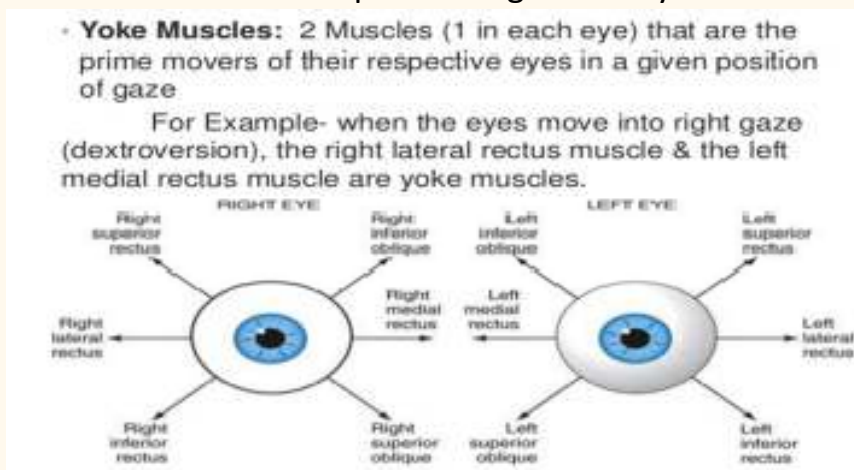 · Yoke Muscles: 2 Muscles (1 in each eye) that are the
prime movers of their respective eyes in a given position
of gaze
For Example- when the eyes move into right gaze
(dextroversion), the right lateral rectus muscle & the left
medial rectus muscle are yoke muscles.
RIGHT EYE
Right
superior
rectus
Right
inferior
oblique
Right
lateral
rectus
Right
medial
rectus
Right
inferior
rectus
Right
superior
oblique
LEFT EYE
Left
inferior
oblique
Left
superior
rectus
Left
medial
rectus
Left
lateral
rectus
Left
superior
oblique
Left
inferior
rectus